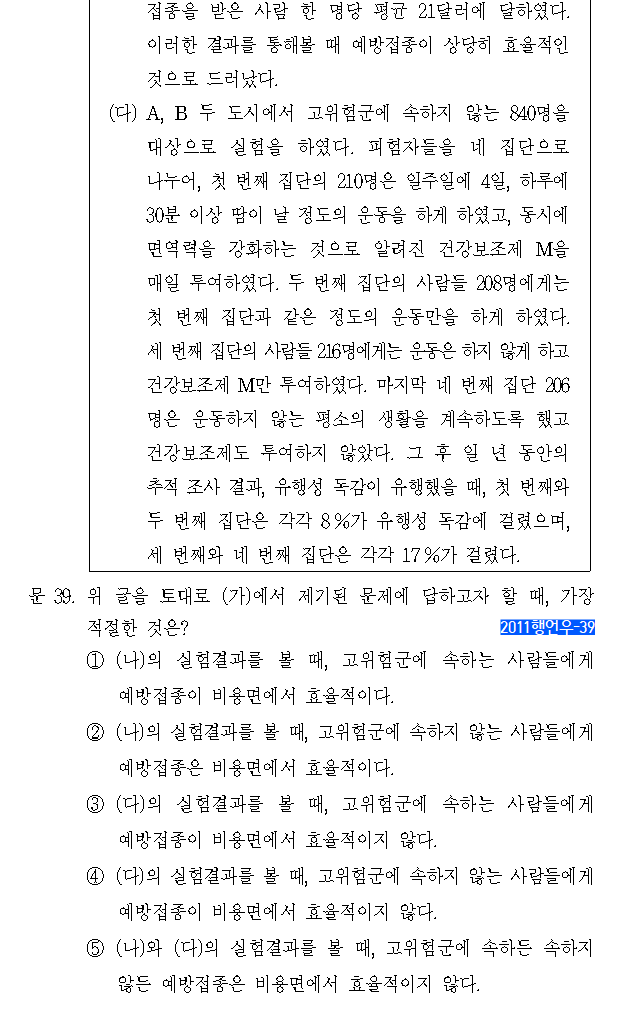 접종을 받은 사람 한 명당 평균 21달러에 달하였다.
이러한 결과를 통해볼 때 예방접종이 상당히 효율적인
것으로 드러났다.
(다) A, B 두 도시에서 고위험군에 속하지 않는 840명을
대상으로 실험을 하였다. 피험자들을 네 집단으로
나누어, 첫 번째 집단의 210명은 일주일에 4일, 하루에
30분 이상 땀이 날 정도의 운동을 하게 하였고, 동시에
면역력을 강화하는 것으로 알려진 건강보조제 M을
매일 투여하였다. 두 번째 집단의 사람들 208명에게는
첫 번째 집단과 같은 정도의 운동만을 하게 하였다.
세 번째 집단의 사람들 216명에게는 운동은 하지 않게 하고
건강보조제 M만 투여하였다. 마지막 네 번째 집단 206
명은 운동하지 않는 평소의 생활을 계속하도록 했고
건강보조제도 투여하지 않았다. 그 후 일 년 동안의
추적 조사 결과, 유행성 독감이 유행했을 때, 첫 번째와
두 번째 집단은 각각 8%가 유행성 독감에 걸렸으며,
세 번째와 네 번째 집단은 각각 17%가 걸렸다.
문 39. 위 글을 토대로 (가)에서 제기된 문제에 답하고자 할 때, 가장
적절한 것은? 2011행언우-39
① (나)의 실험결과를 볼 때, 고위험군에 속하는 사람들에게
예방접종이 비용면에서 효율적이다.
② (나)의 실험결과를 볼 때, 고위험군에 속하지 않는 사람들에게
예방접종은 비용면에서 효율적이다.
③ (다)의 실험결과를 볼 때, 고위험군에 속하는 사람들에게
예방접종이 비용면에서 효율적이지 않다.
④ (다)의 실험결과를 볼 때, 고위험군에 속하지 않는 사람들에게
예방접종이 비용면에서 효율적이지 않다.
⑤ (나)와 (다)의 실험결과를 볼 때, 고위험군에 속하든 속하지
않든 예방접종은 비용면에서 효율적이지 않다.